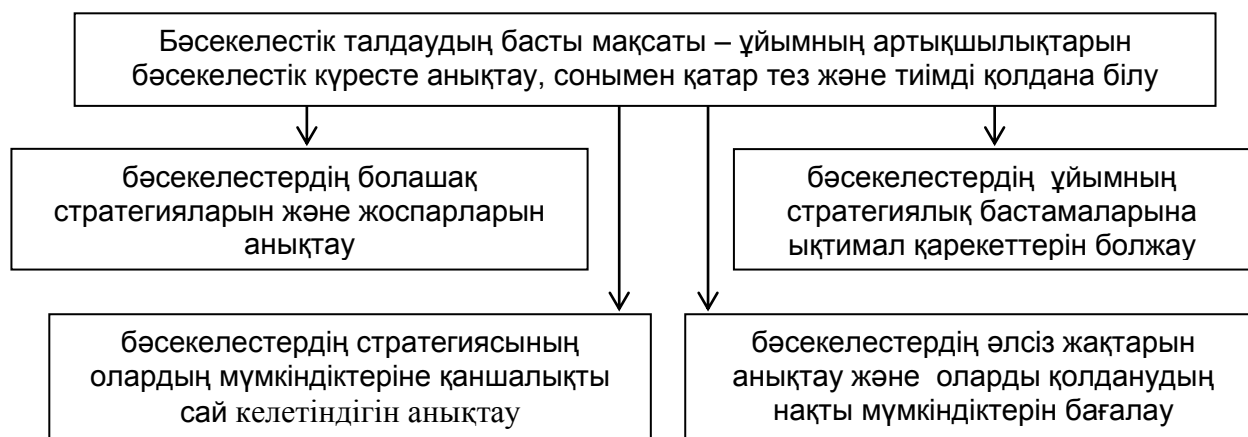 Бәсекелестік талдаудың басты мақсаты – ұйымның артықшылықтарын
бәсекелестік күресте анықтау, сонымен қатар тез және тиімді қолдана білу
бәсекелестердің болашақ
стратегияларын және жоспарларын
анықтау
бәсекелестердің ұйымның
стратегиялық бастамаларына
ықтимал қарекеттерін болжау
бәсекелестердің стратегиясының
олардың мүмкіндіктеріне қаншалықты
сай келетіндігін анықтау
бәсекелестердің әлсіз жақтарын
анықтау және оларды қолданудың
нақты мүмкіндіктерін бағалау